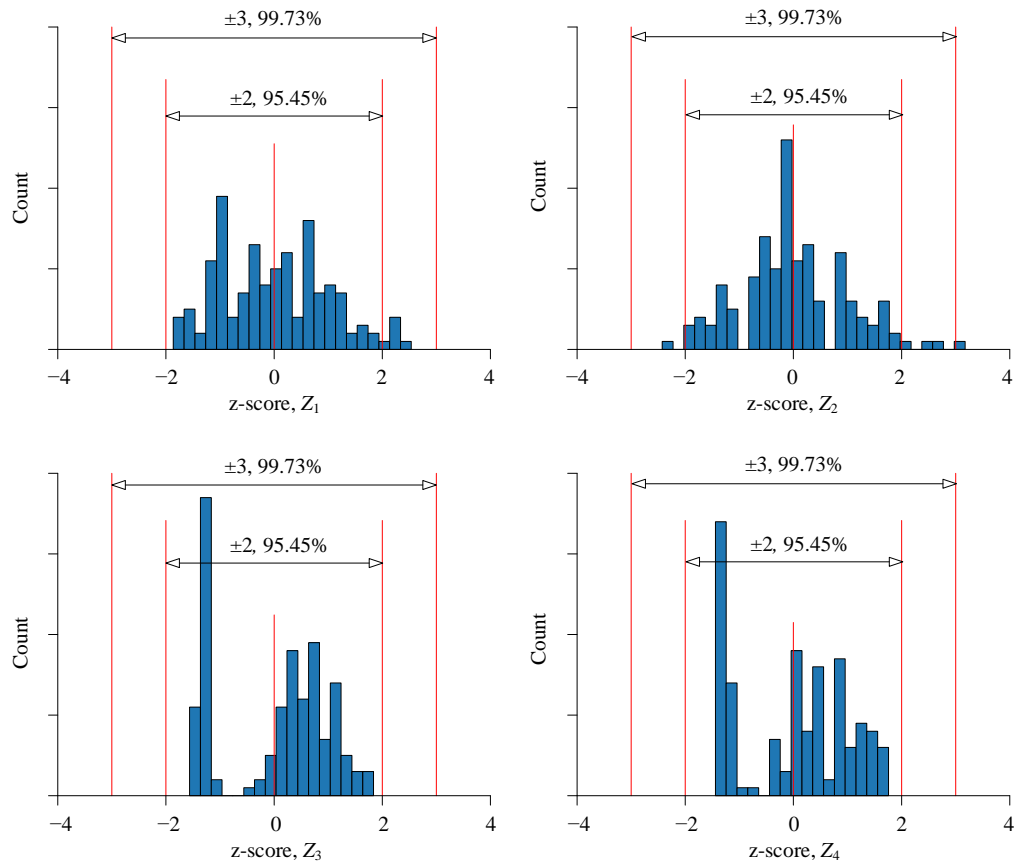 ±3, 99.73%
±2, 95.45%
Count
−4 −2 0 2 4
z-score, Z1
±3, 99.73%
±2, 95.45%
Count
−4 −2 0 2 4
z-score, Z2
±3, 99.73%
±2, 95.45%
Count
−4 −2 0 2 4
z-score, Z3
±3, 99.73%
±2, 95.45%
Count
−4 −2 0 2 4
z-score, Z4